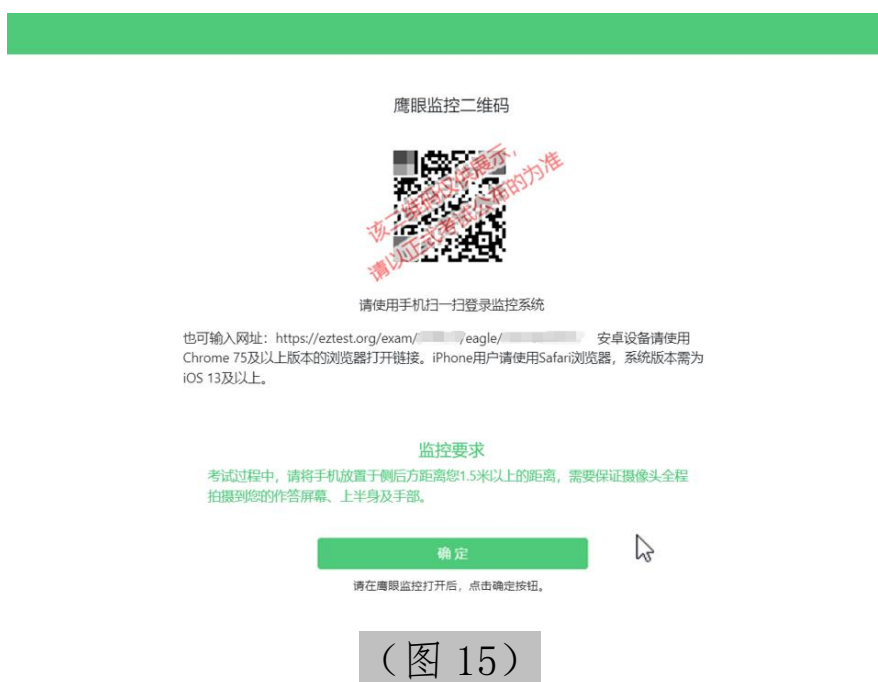 鹰眼监控二维码
该二维码仅供展示，
请以正式考试公布的为准
请使用手机扫一扫登录监控系统
也可输入网址：https://eztest.org/exam/ /eagle/ 安卓设备请使用
Chrome 75及以上版本的浏览器打开链接。iPhone用户请使用Safari浏览器，系统版本需为
iOS 13及以上。
监控要求
考试过程中，请将手机放置于侧后方距离您1.5米以上的距离，需要保证摄像头全程
拍摄到您的作答屏幕、上半身及手部。
确定
请在鹰眼监控打开后，点击确定按钮。
（图 15）